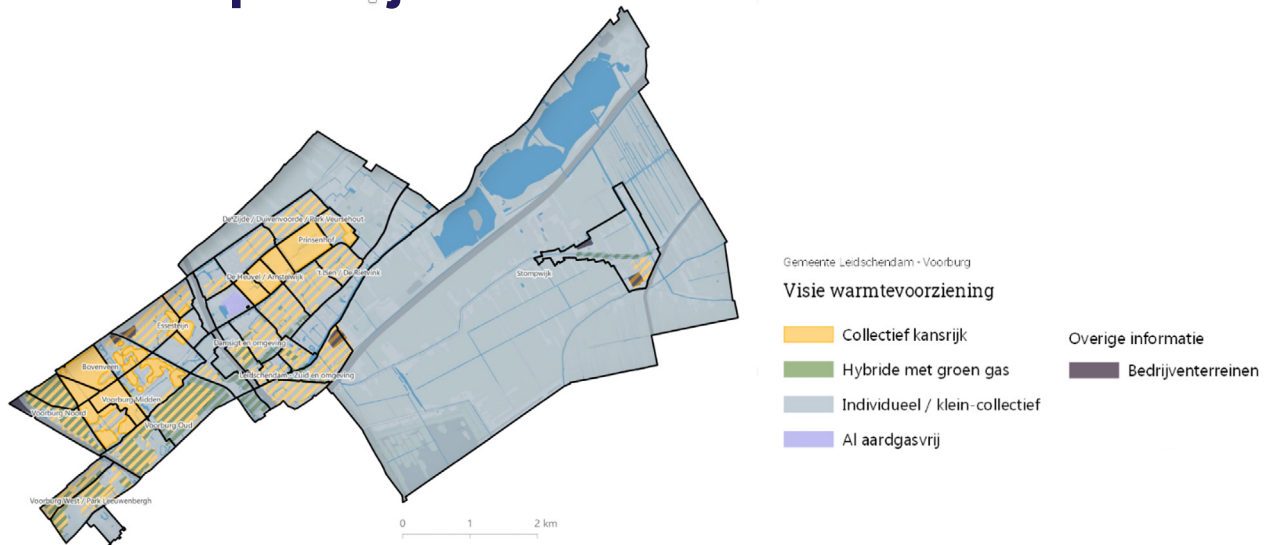 De Zijde / Duivenvoorde / Park Veursehout
Prinsenhof
't Lien / De Rietvink
De Heuvel / Amstelwijk
Stompwijk
Essesteijn
Damsigt en omgeving
Bovenveen
Leidschendam - Zuid en omgeving
Voorburg Midden
Voorburg Noord
Voorburg Oud
Voorburg West / Park Leeuwenbergh
0 1 2 km
Gemeente Leidschendam - Voorburg
Visie warmtevoorziening
Collectief kansrijk
Hybride met groen gas
Individueel / klein-collectief
Al aardgasvrij
Overige informatie
Bedrijventerreinen